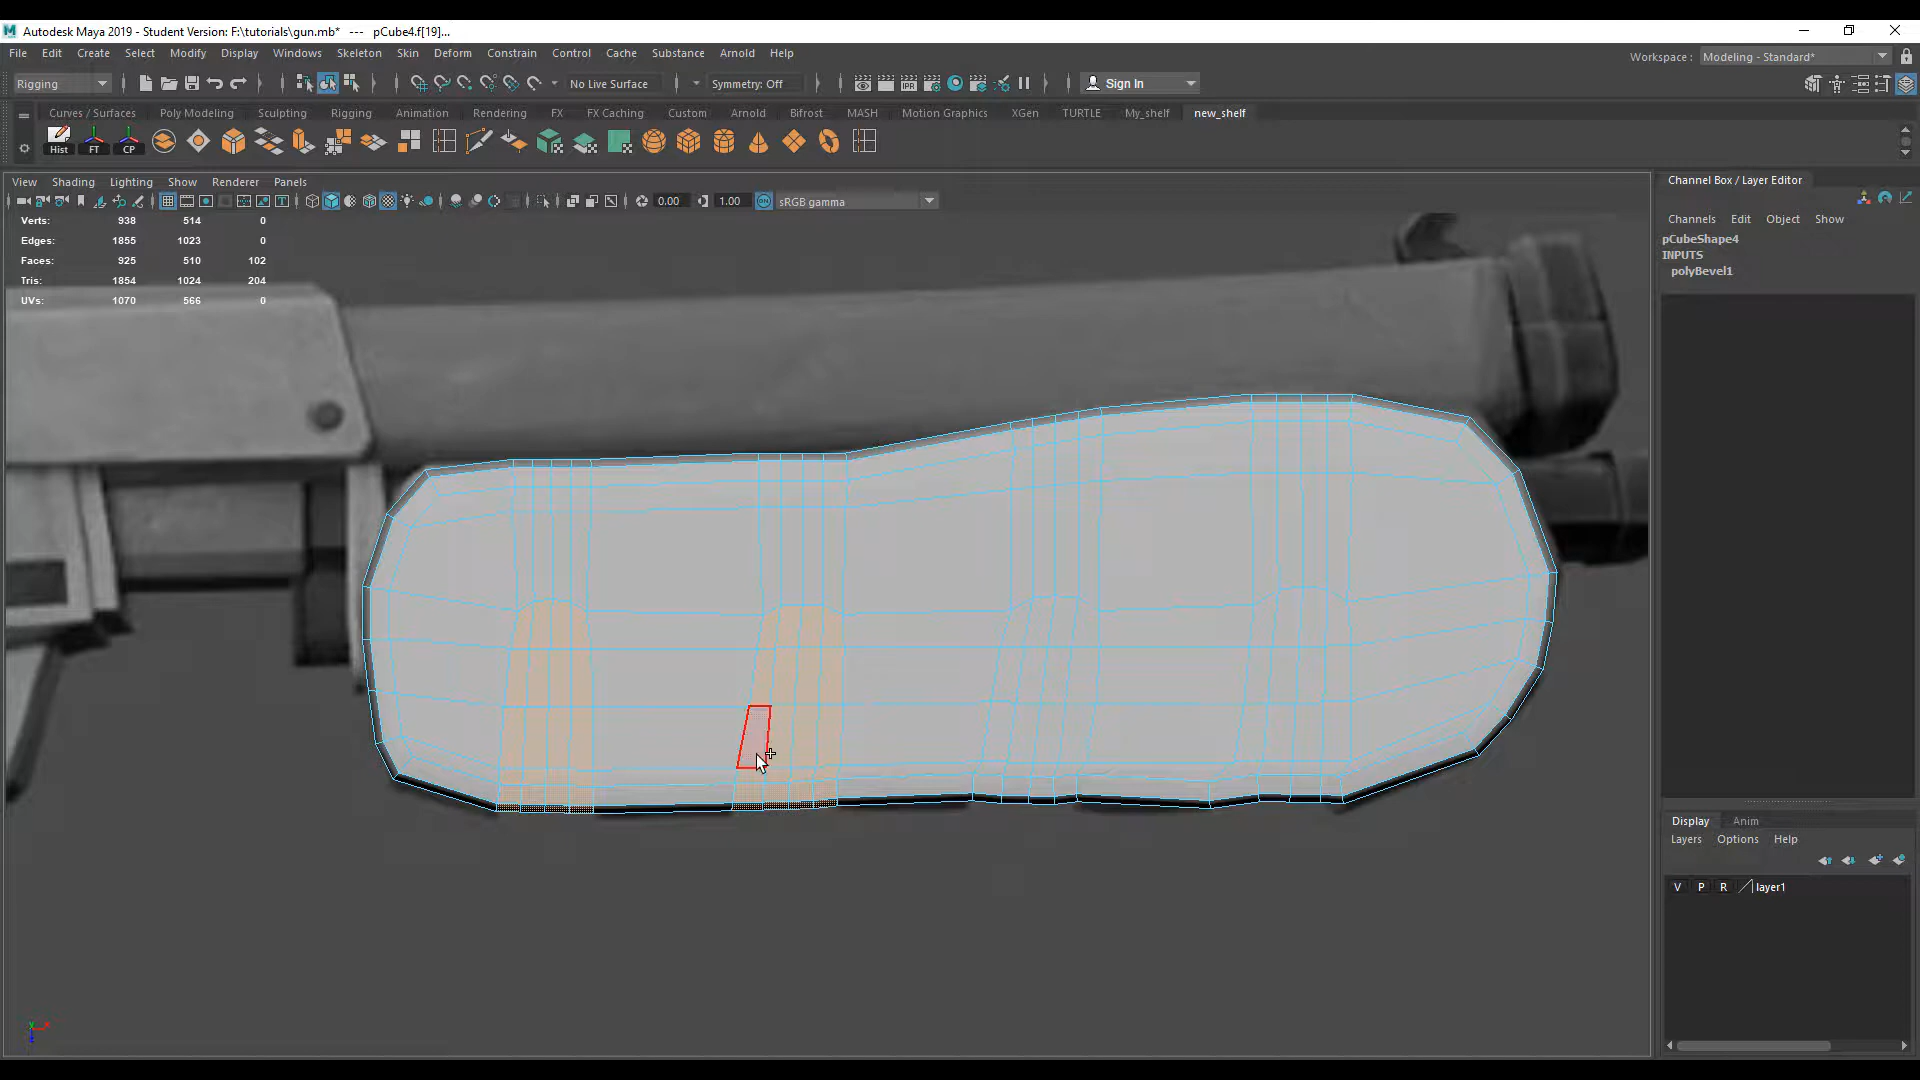 Autodesk Maya 2019 - Student Version: F:\tutorials\gun.mb*   ---   pCube4.f[19]...
File Edit Create Select Modify Display Windows Skeleton Skin Deform Constrain Control Cache Substance Arnold Help
Workspace : Modeling - Standard*
Rigging No Live Surface Symmetry: Off Sign In
Curves / Surfaces Poly Modeling Sculpting Rigging Animation Rendering FX FX Caching Custom Arnold Bifrost MASH Motion Graphics XGen TURTLE My_shelf new_shelf
Hist FT CP
View Shading Lighting Show Renderer Panels
IPR
0.00 1.00 ON sRGB gamma
Verts: 938 514 0
Edges: 1855 1023 0
Faces: 925 510 102
Tris: 1854 1024 204
UVs: 1070 566 0
Channel Box / Layer Editor
Channels Edit Object Show
pCubeShape4
INPUTS
polyBevel1
Display Anim
Layers Options Help
V P R layer1